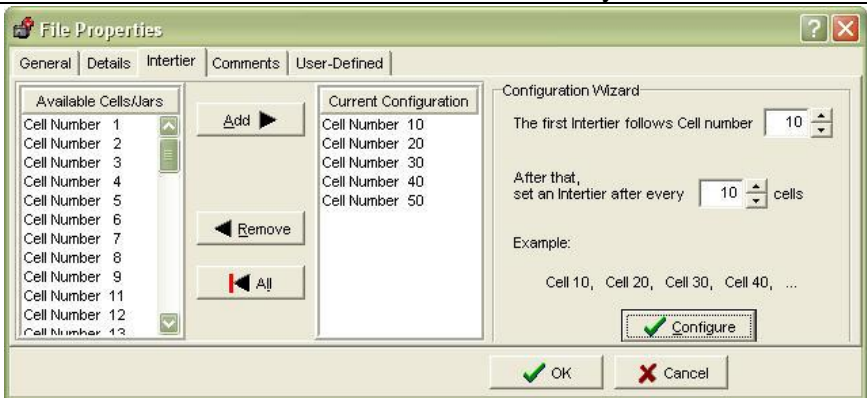 File Properties
General Details Intertier Comments User-Defined
Available Cells/Jars
Cell Number 1
Cell Number 2
Cell Number 3
Cell Number 4
Cell Number 5
Cell Number 6
Cell Number 7
Cell Number 8
Cell Number 9
Cell Number 11
Cell Number 12
Cell Number 13
Add
Remove
All
Current Configuration
Cell Number 10
Cell Number 20
Cell Number 30
Cell Number 40
Cell Number 50
Configuration Wizard
The first Intertier follows Cell number 10
After that,
set an Intertier after every 10 cells
Example:
Cell 10, Cell 20, Cell 30, Cell 40, ...
Configure
OK Cancel